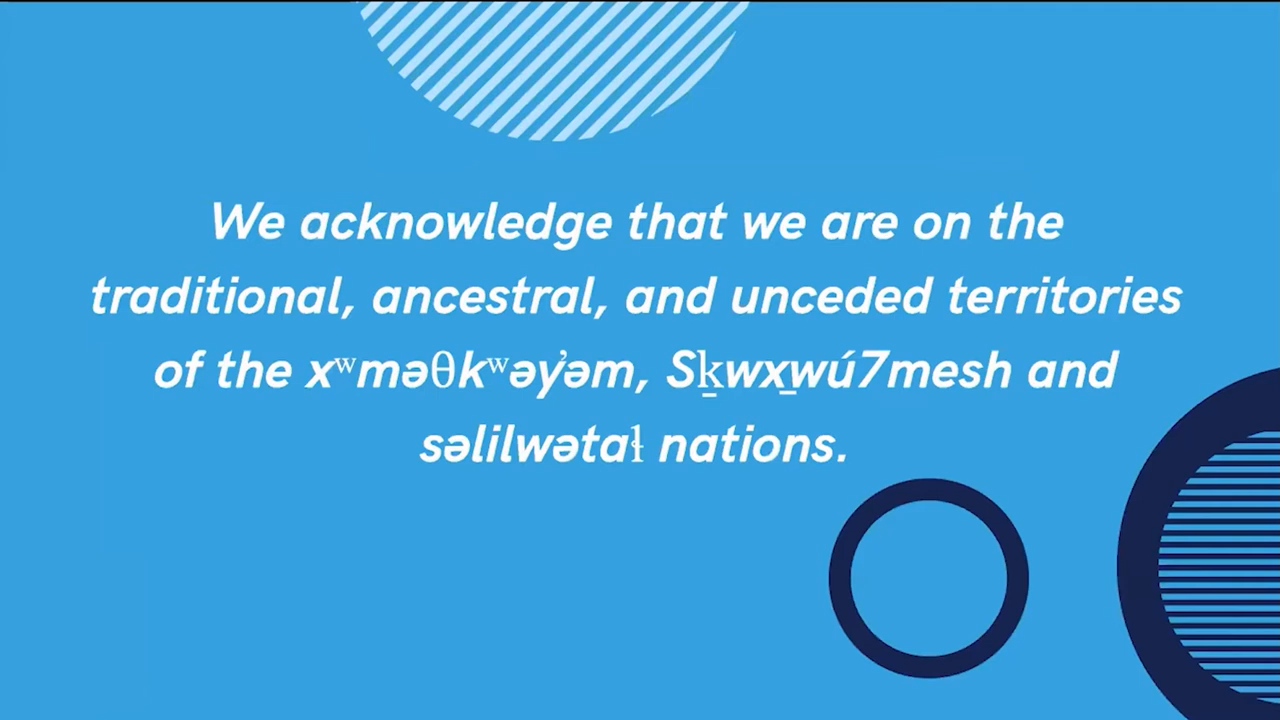 We acknowledge that we are on the
traditional, ancestral, and unceded territories
of the xʷməθkʷəy̓əm, Sḵwx̱wú7mesh and
səlilwətaɬ nations.